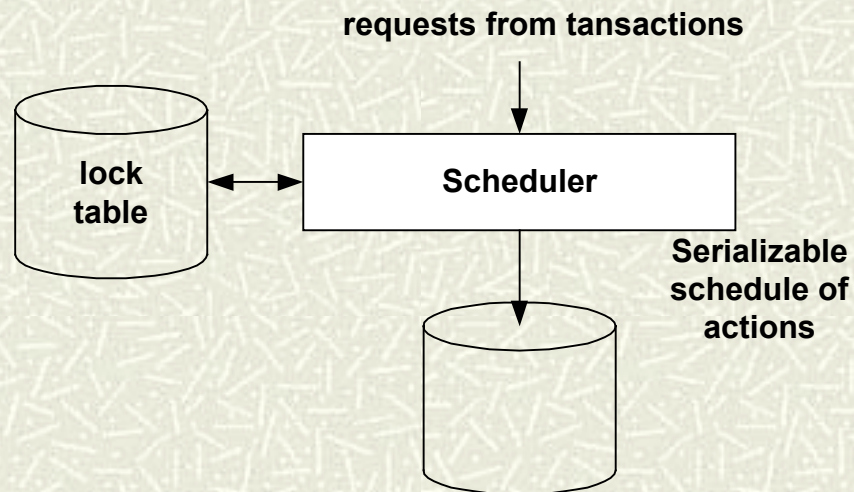 requests from tansactions
lock
table
Scheduler
Serializable
schedule of
actions